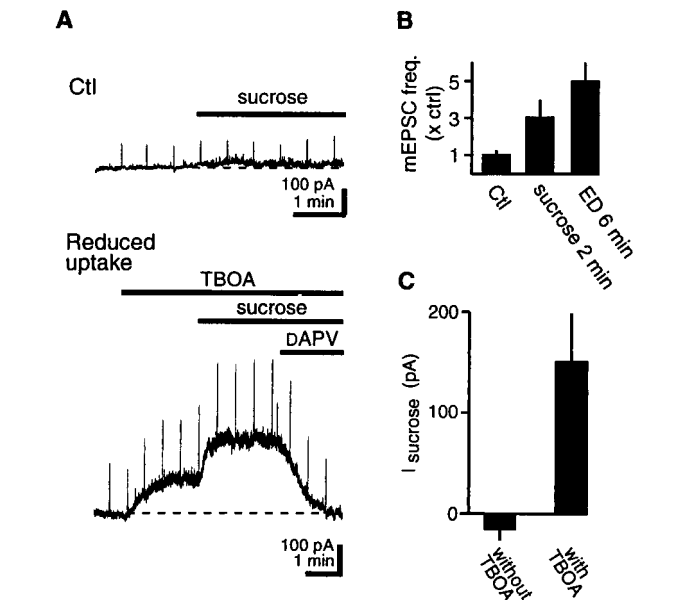 A
Ctl
sucrose
100 pA
1 min
Reduced
uptake
TBOA
sucrose
DAPV
100 pA
1 min
B
mEPSC freq.
(x ctrl)
5
3
1
Ctl
sucrose 2 min
ED 6 min
C
I sucrose (pA)
200
100
0
without
TBOA
with
TBOA